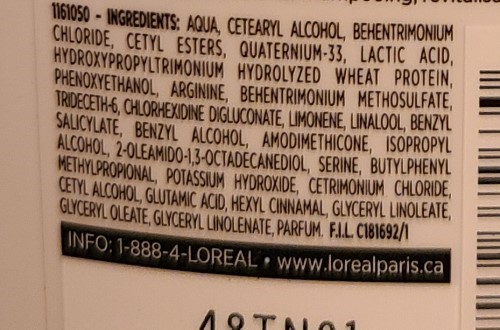 1161050 - INGREDIENTS: AQUA, CETEARYL ALCOHOL, BEHENTRIMONIUM
CHLORIDE, CETYL ESTERS, QUATERNIUM-33, LACTIC ACID,
HYDROXYPROPYLTRIMONIUM HYDROLYZED WHEAT PROTEIN,
PHENOXYETHANOL, ARGININE, BEHENTRIMONIUM METHOSULFATE,
TRIDECETH-6, CHLORHEXIDINE DIGLUCONATE, LIMONENE, LINALOOL, BENZYL
SALICYLATE, BENZYL ALCOHOL, AMODIMETHICONE, ISOPROPYL
ALCOHOL, 2-OLEAMIDO-1,3-OCTADECANEDIOL, SERINE, BUTYLPHENYL
METHYLPROPIONAL, POTASSIUM HYDROXIDE, CETRIMONIUM CHLORIDE,
CETYL ALCOHOL, GLUTAMIC ACID, HEXYL CINNAMAL, GLYCERYL LINOLEATE,
GLYCERYL OLEATE, GLYCERYL LINOLENATE, PARFUM. F.I.L. C181692/1
INFO: 1-888-4-LOREAL • www.lorealparis.ca